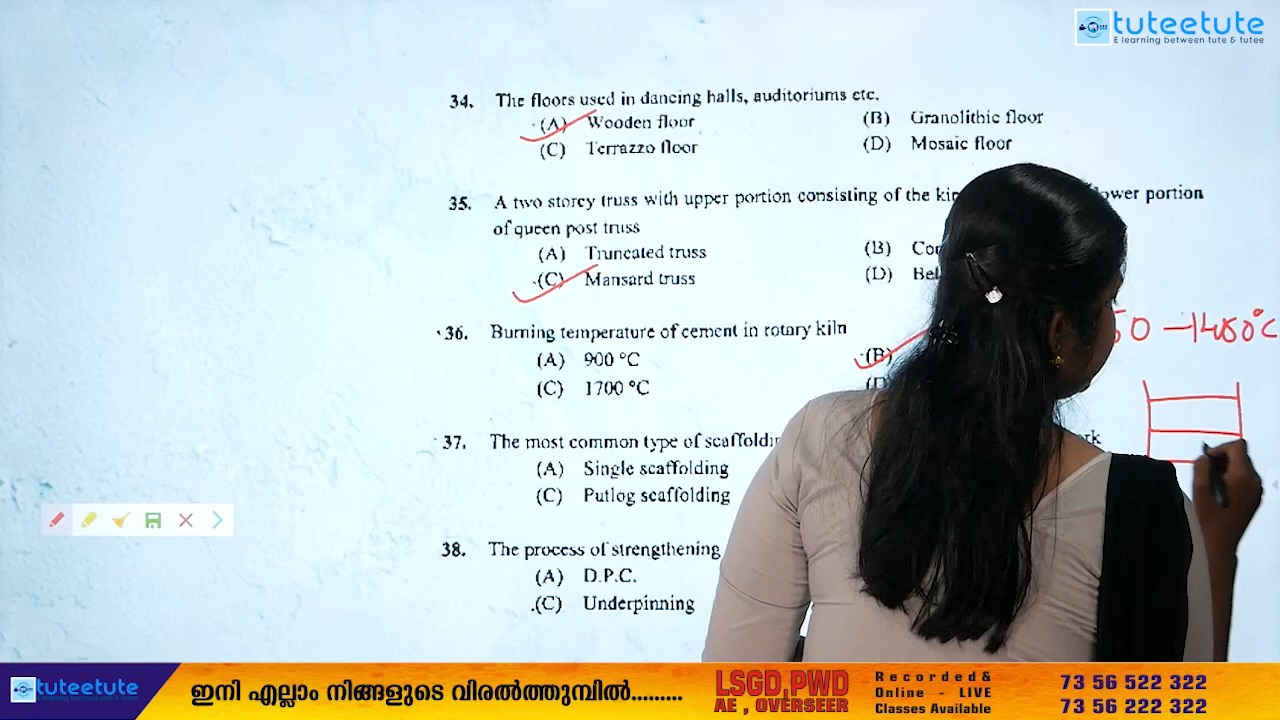 tuteetute
E learning between tute & tutee
34. The floors used in dancing halls, auditoriums etc.
(A) Wooden floor (B) Granolithic floor
(C) Terrazzo floor (D) Mosaic floor
35. A two storey truss with upper portion consisting of the lower portion
of queen post truss
(A) Truncated truss (B)
(C) Mansard truss (D)
36. Burning temperature of cement in rotary kiln
50 - 1450°C
(A) 900 °C (B)
(C) 1700 °C
37. The most common type of
(A) Single scaffolding
(C) Putlog scaffolding
38. The process of strengthening
(A) D.P.C.
(C) Underpinning
tuteetute
ഇനി എല്ലാം നിങ്ങളുടെ വിരൽത്തുമ്പിൽ.........
LSGD,PWD
AE , OVERSEER
Recorded &
Online - LIVE
Classes Available
73 56 522 322
73 56 222 322